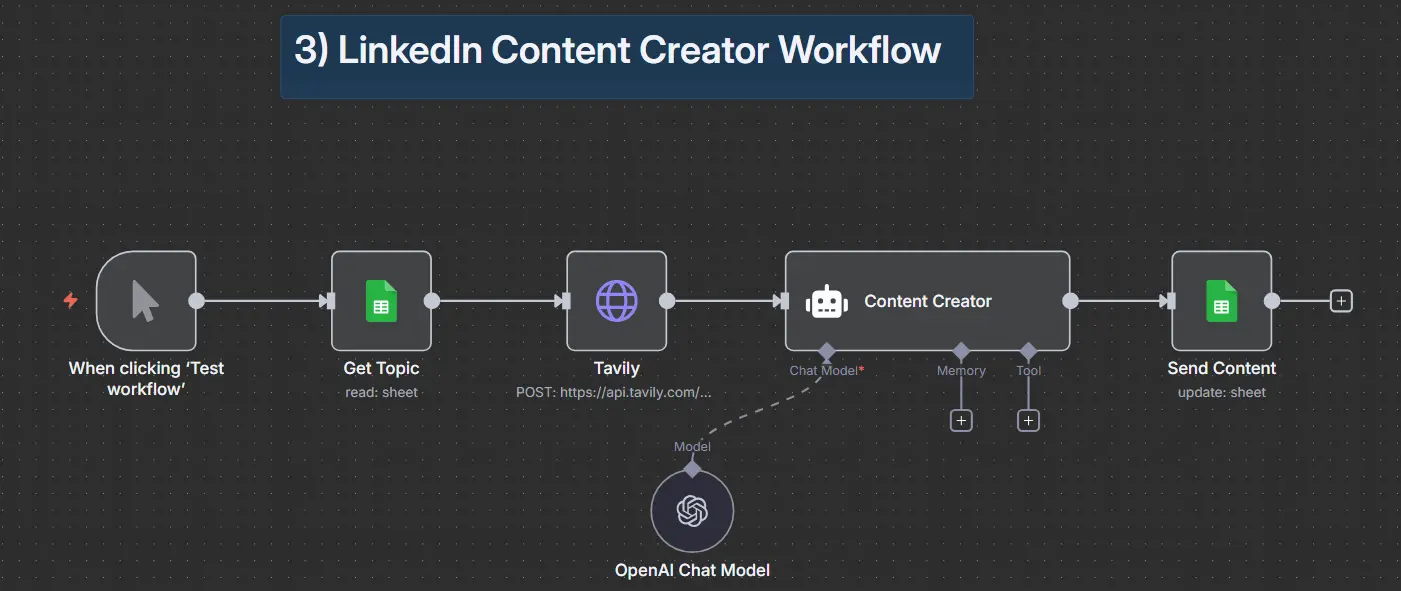 3) LinkedIn Content Creator Workflow
Content Creator
When clicking ‘Test
workflow’
Get Topic
read: sheet
Tavily
POST: https://api.tavily.com/...
Chat Model*
Memory
Tool
Send Content
update: sheet
Model
OpenAI Chat Model